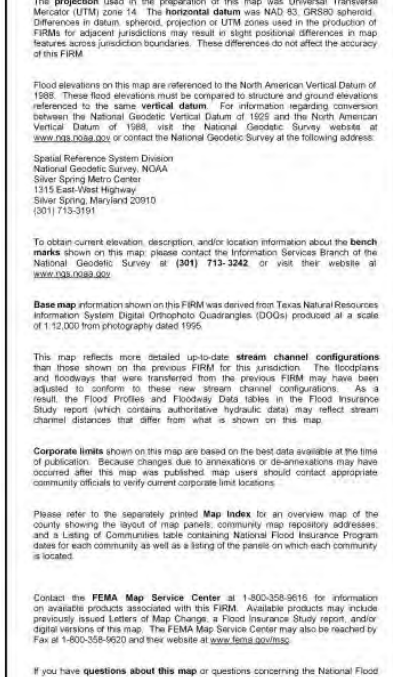 The projection used in the preparation of this map was Universal Transverse
Mercator (UTM) zone 14. The horizontal datum was NAD 83, GRS80 spheroid.
Differences in datum, spheroid, projection or UTM zones used in the production of
FIRMs for adjacent jurisdictions may result in slight positional differences in map
features across jurisdiction boundaries. These differences do not affect the accuracy
of this FIRM.
Flood elevations on this map are referenced to the North American Vertical Datum of
1988. These flood elevations must be compared to structure and ground elevations
referenced to the same vertical datum. For information regarding conversion
between the National Geodetic Vertical Datum of 1929 and the North American
Vertical Datum of 1988, visit the National Geodetic Survey website at
www.ngs.noaa.gov or contact the National Geodetic Survey at the following address:
Spatial Reference System Division
National Geodetic Survey, NOAA
Silver Spring Metro Center
1315 East-West Highway
Silver Spring, Maryland 20910
(301) 713-3191
To obtain current elevation, description, and/or location information about the bench
marks shown on this map, please contact the Information Services Branch of the
National Geodetic Survey at (301) 713-3242, or visit their website at
www.ngs.noaa.gov
Base map information shown on this FIRM was derived from Texas Natural Resources
Information System Digital Orthophoto Quadrangles (DOQs) produced at a scale
of 1:12,000 from photography dated 1995.
This map reflects more detailed up-to-date stream channel configurations
than those shown on the previous FIRM for this jurisdiction. The floodplains
and floodways that were transferred from the previous FIRM may have been
adjusted to conform to these new stream channel configurations. As a
result, the Flood Profiles and Floodway Data tables in the Flood Insurance
Study report (which contains authoritative hydraulic data) may reflect stream
channel distances that differ from what is shown on this map.
Corporate limits shown on this map are based on the best data available at the time
of publication. Because changes due to annexations or de-annexations may have
occurred after this map was published, map users should contact appropriate
community officials to verify current corporate limit locations.
Please refer to the separately printed Map Index for an overview map of the
county showing the layout of map panels; community map repository addresses;
and a Listing of Communities table containing National Flood Insurance Program
dates for each community as well as a listing of the panels on which each community
is located.
Contact the FEMA Map Service Center at 1-800-358-9616 for information
on available products associated with this FIRM. Available products may include
previously issued Letters of Map Change, a Flood Insurance Study report, and/or
digital versions of this map. The FEMA Map Service Center may also be reached by
Fax at 1-800-358-9620 and their website at www.fema.gov/msc.
If you have questions about this map or questions concerning the National Flood